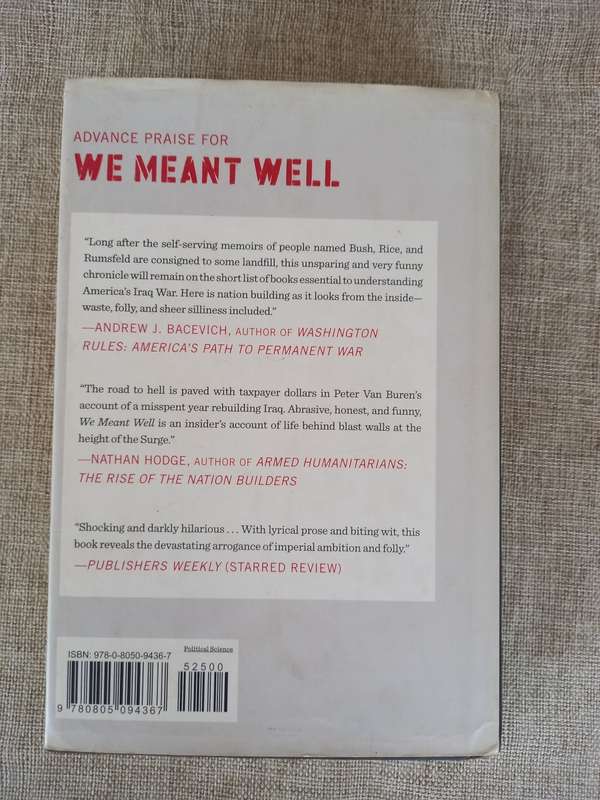 ADVANCE PRAISE FOR
WE MEANT WELL
“Long after the self-serving memoirs of people named Bush, Rice, and
Rumsfeld are consigned to some landfill, this unsparing and very funny
chronicle will remain on the short list of books essential to understanding
America’s Iraq War. Here is nation building as it looks from the inside—
waste, folly, and sheer silliness included.”
—ANDREW J. BACEVICH, AUTHOR OF WASHINGTON
RULES: AMERICA’S PATH TO PERMANENT WAR
“The road to hell is paved with taxpayer dollars in Peter Van Buren’s
account of a misspent year rebuilding Iraq. Abrasive, honest, and funny,
We Meant Well is an insider’s account of life behind blast walls at the
height of the Surge.”
—NATHAN HODGE, AUTHOR OF ARMED HUMANITARIANS:
THE RISE OF THE NATION BUILDERS
“Shocking and darkly hilarious . . . With lyrical prose and biting wit, this
book reveals the devastating arrogance of imperial ambition and folly.”
—PUBLISHERS WEEKLY (STARRED REVIEW)
Political Science
ISBN: 978-0-8050-9436-7
52500
9 780805 094367